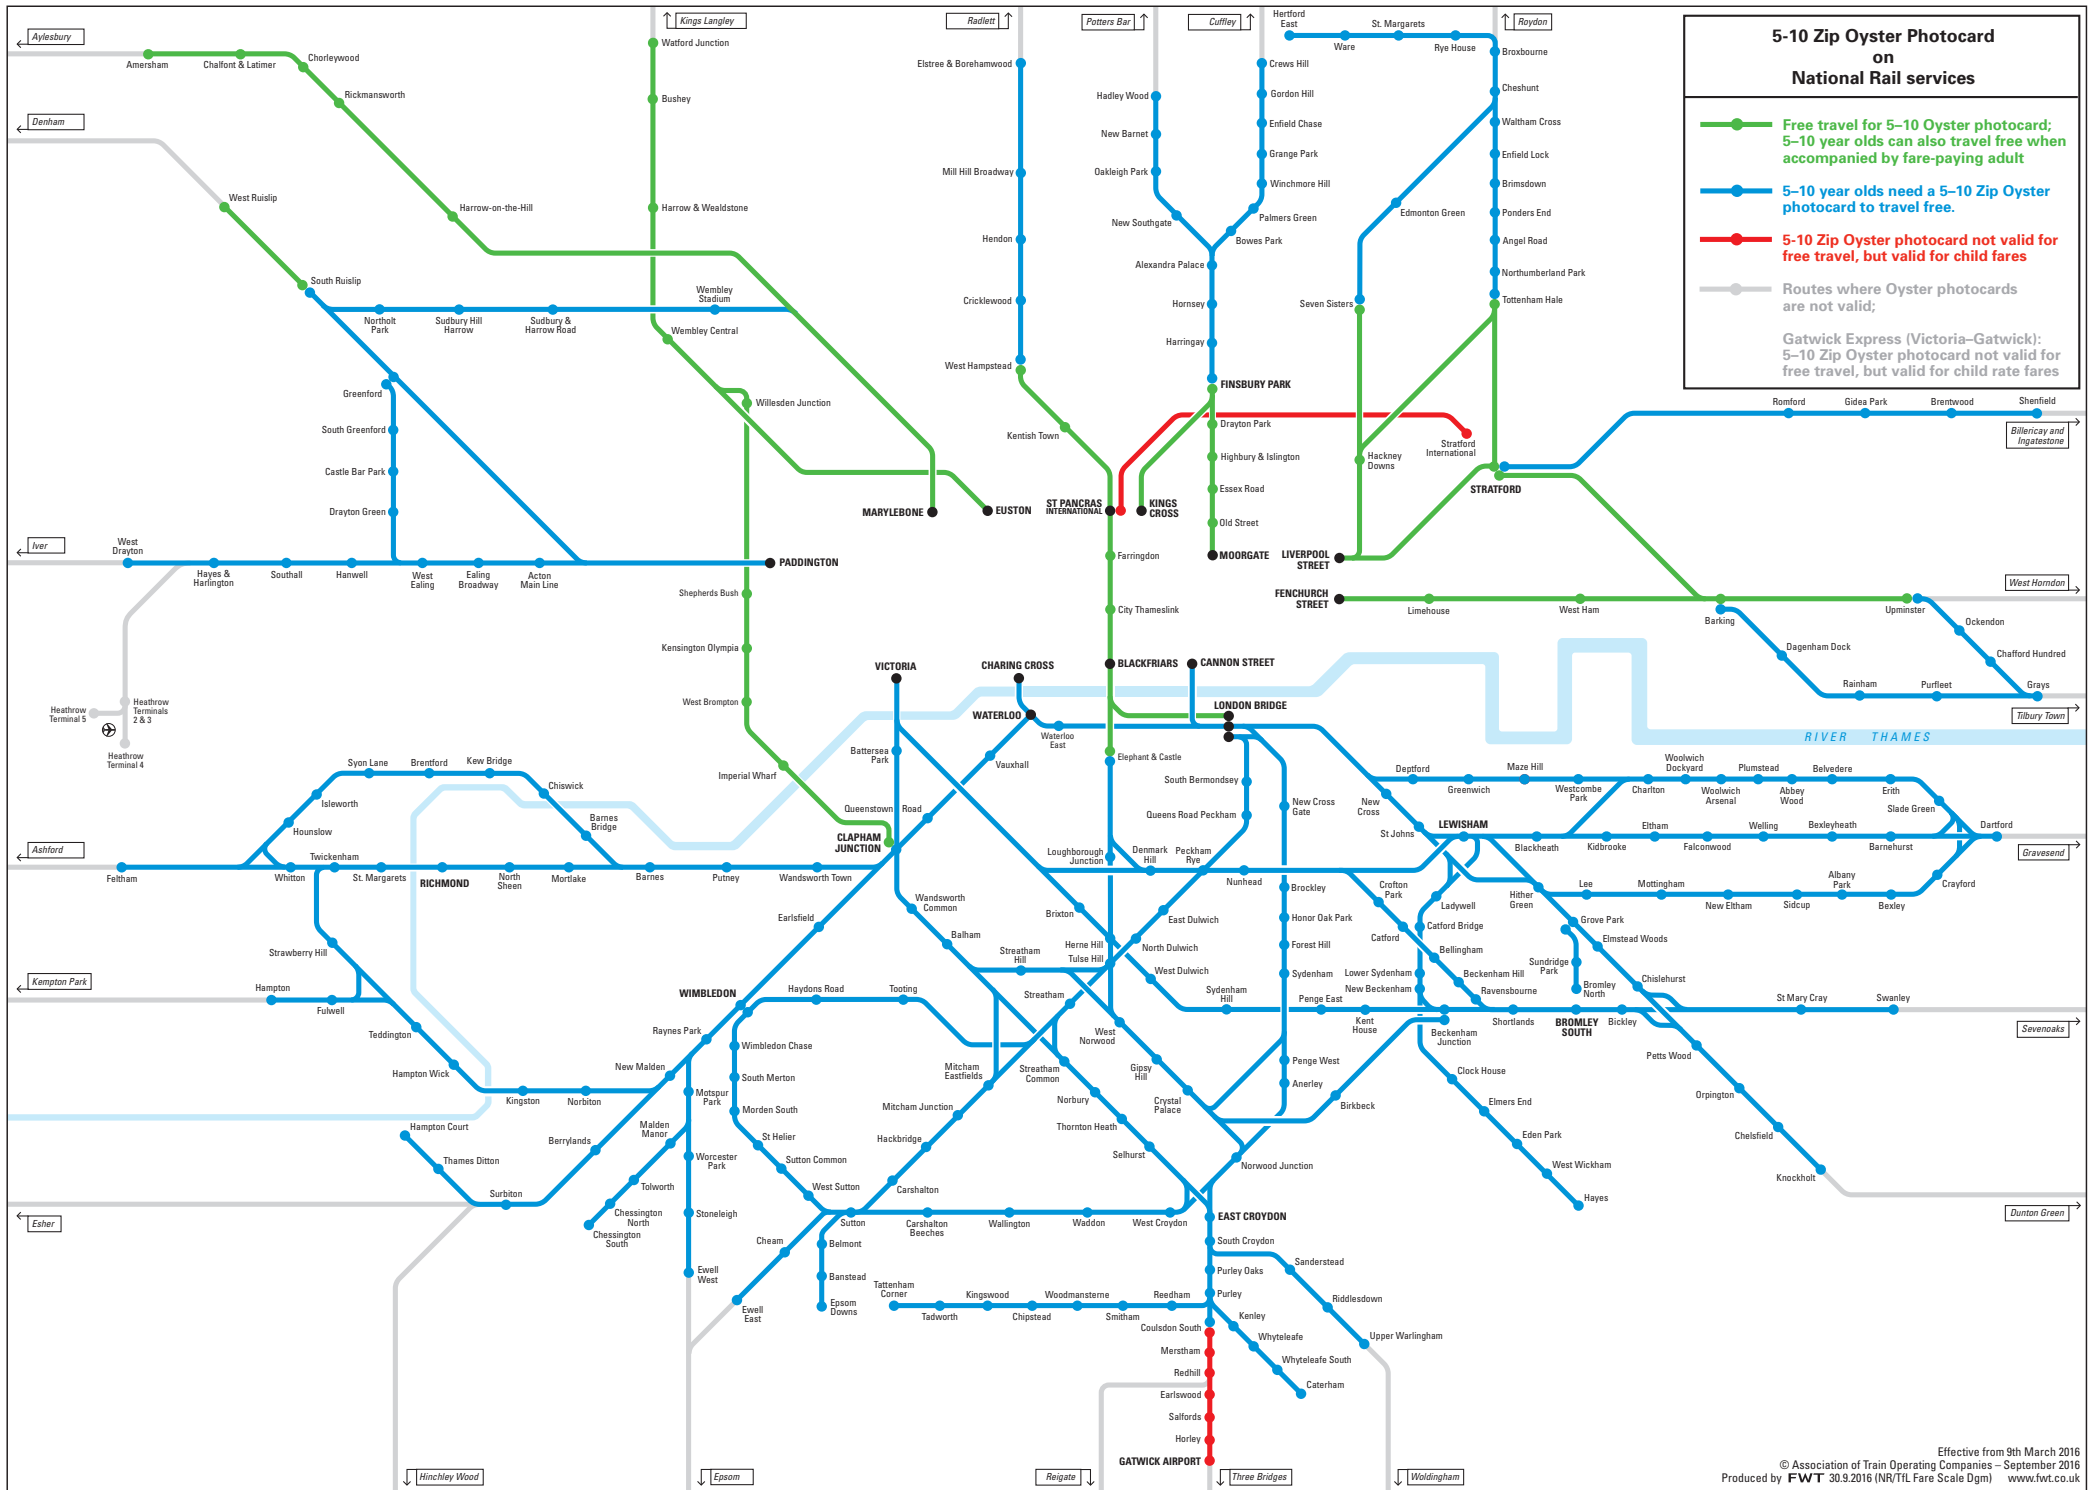 Aylesbury
Amersham
Chalfont & Latimer
Chorleywood
Rickmansworth
Denham
West Ruislip
Harrow-on-the-Hill
South Ruislip
Northolt
Park
Sudbury Hill
Harrow
Sudbury &
Harrow Road
Wembley
Stadium
Kings Langley
Watford Junction
Bushey
Harrow & Wealdstone
Wembley Central
Willesden Junction
Radlett
Elstree & Borehamwood
Mill Hill Broadway
Hendon
Cricklewood
West Hampstead
Kentish Town
Potters Bar
Hadley Wood
New Barnet
Oakleigh Park
New Southgate
Cuffley
Crews Hill
Gordon Hill
Enfield Chase
Grange Park
Winchmore Hill
Palmers Green
Bowes Park
Alexandra Palace
Hornsey
Harringay
FINSBURY PARK
Drayton Park
Highbury & Islington
Essex Road
Old Street
MOORGATE
Hertford
East
Ware
St. Margarets
Rye House
Roydon
Broxbourne
Cheshunt
Waltham Cross
Enfield Lock
Brimsdown
Ponders End
Angel Road
Northumberland Park
Tottenham Hale
Edmonton Green
Seven Sisters
Hackney
Downs
Stratford
International
STRATFORD
5-10 Zip Oyster Photocard
on
National Rail services
Free travel for 5–10 Oyster photocard;
5–10 year olds can also travel free when
accompanied by fare-paying adult
5–10 year olds need a 5–10 Zip Oyster
photocard to travel free.
5-10 Zip Oyster photocard not valid for
free travel, but valid for child fares
Routes where Oyster photocards
are not valid;
Gatwick Express (Victoria–Gatwick):
5–10 Zip Oyster photocard not valid for
free travel, but valid for child rate fares
Romford
Gidea Park
Brentwood
Shenfield
Billericay and
Ingatestone
Greenford
South Greenford
Castle Bar Park
Drayton Green
Iver
West
Drayton
Hayes &
Harlington
Southall
Hanwell
West
Ealing
Ealing
Broadway
Acton
Main Line
PADDINGTON
MARYLEBONE
EUSTON
ST PANCRAS
INTERNATIONAL
KINGS
CROSS
LIVERPOOL
STREET
FENCHURCH
STREET
Limehouse
West Ham
Barking
Upminster
West Horndon
Ockendon
Chafford Hundred
Dagenham Dock
Rainham
Purfleet
Grays
Tilbury Town
RIVER THAMES
Heathrow
Terminal 5
Heathrow
Terminals
2 & 3
Heathrow
Terminal 4
Shepherds Bush
Kensington Olympia
West Brompton
Imperial Wharf
CLAPHAM
JUNCTION
Farringdon
City Thameslink
BLACKFRIARS
CANNON STREET
VICTORIA
CHARING CROSS
WATERLOO
Waterloo
East
LONDON BRIDGE
Battersea
Park
Vauxhall
Queenstown Road
Elephant & Castle
South Bermondsey
Queens Road Peckham
New Cross
Gate
Deptford
Greenwich
Maze Hill
Westcombe
Park
Charlton
Woolwich
Dockyard
Woolwich
Arsenal
Plumstead
Abbey
Wood
Belvedere
Erith
Slade Green
Dartford
Gravesend
New
Cross
St Johns
LEWISHAM
Blackheath
Kidbrooke
Eltham
Falconwood
Welling
Bexleyheath
Barnehurst
Crayford
Syon Lane
Brentford
Kew Bridge
Chiswick
Barnes
Bridge
Isleworth
Hounslow
Ashford
Feltham
Whitton
Twickenham
St. Margarets
RICHMOND
North
Sheen
Mortlake
Barnes
Putney
Wandsworth Town
Loughborough
Junction
Denmark
Hill
Peckham
Rye
Nunhead
Crofton
Park
Catford
Ladywell
Catford Bridge
Hither
Green
Lee
Mottingham
New Eltham
Sidcup
Albany
Park
Bexley
Brockley
Honor Oak Park
Forest Hill
Sydenham
Bellingham
Beckenham Hill
Ravensbourne
Lower Sydenham
New Beckenham
Grove Park
Elmstead Woods
Sundridge
Park
Bromley
North
Chislehurst
St Mary Cray
Swanley
Sevenoaks
Strawberry Hill
Kempton Park
Hampton
Fulwell
Teddington
Hampton Wick
Kingston
Norbiton
Earlsfield
WIMBLEDON
Haydons Road
Tooting
Raynes Park
New Malden
Wandsworth
Common
Balham
Streatham
Hill
Brixton
Herne Hill
Tulse Hill
East Dulwich
North Dulwich
West Dulwich
Sydenham
Hill
Penge East
Kent
House
Beckenham
Junction
Shortlands
BROMLEY
SOUTH
Bickley
Petts Wood
Orpington
Chelsfield
Knockholt
Dunton Green
Streatham
West
Norwood
Gipsy
Hill
Crystal
Palace
Penge West
Anerley
Birkbeck
Clock House
Elmers End
Eden Park
West Wickham
Hayes
Wimbledon Chase
South Merton
Morden South
St Helier
Sutton Common
West Sutton
Mitcham
Eastfields
Mitcham Junction
Hackbridge
Carshalton
Streatham
Common
Norbury
Thornton Heath
Selhurst
Norwood Junction
Motspur
Park
Malden
Manor
Tolworth
Chessington
North
Chessington
South
Worcester
Park
Stoneleigh
Ewell
West
Hampton Court
Thames Ditton
Surbiton
Berrylands
Esher
Sutton
Carshalton
Beeches
Wallington
Waddon
West Croydon
EAST CROYDON
Cheam
Ewell
East
Belmont
Banstead
Epsom
Downs
South Croydon
Sanderstead
Riddlesdown
Upper Warlingham
Purley Oaks
Purley
Tattenham
Corner
Tadworth
Kingswood
Chipstead
Woodmansterne
Smitham
Reedham
Kenley
Whyteleafe
Whyteleafe South
Caterham
Coulsdon South
Merstham
Redhill
Earlswood
Salfords
Horley
GATWICK AIRPORT
Hinchley Wood
Epsom
Reigate
Three Bridges
Woldingham
Effective from 9th March 2016
© Association of Train Operating Companies – September 2016
Produced by FWT 30.9.2016 (NR/TfL Fare Scale Dgm) www.fwt.co.uk